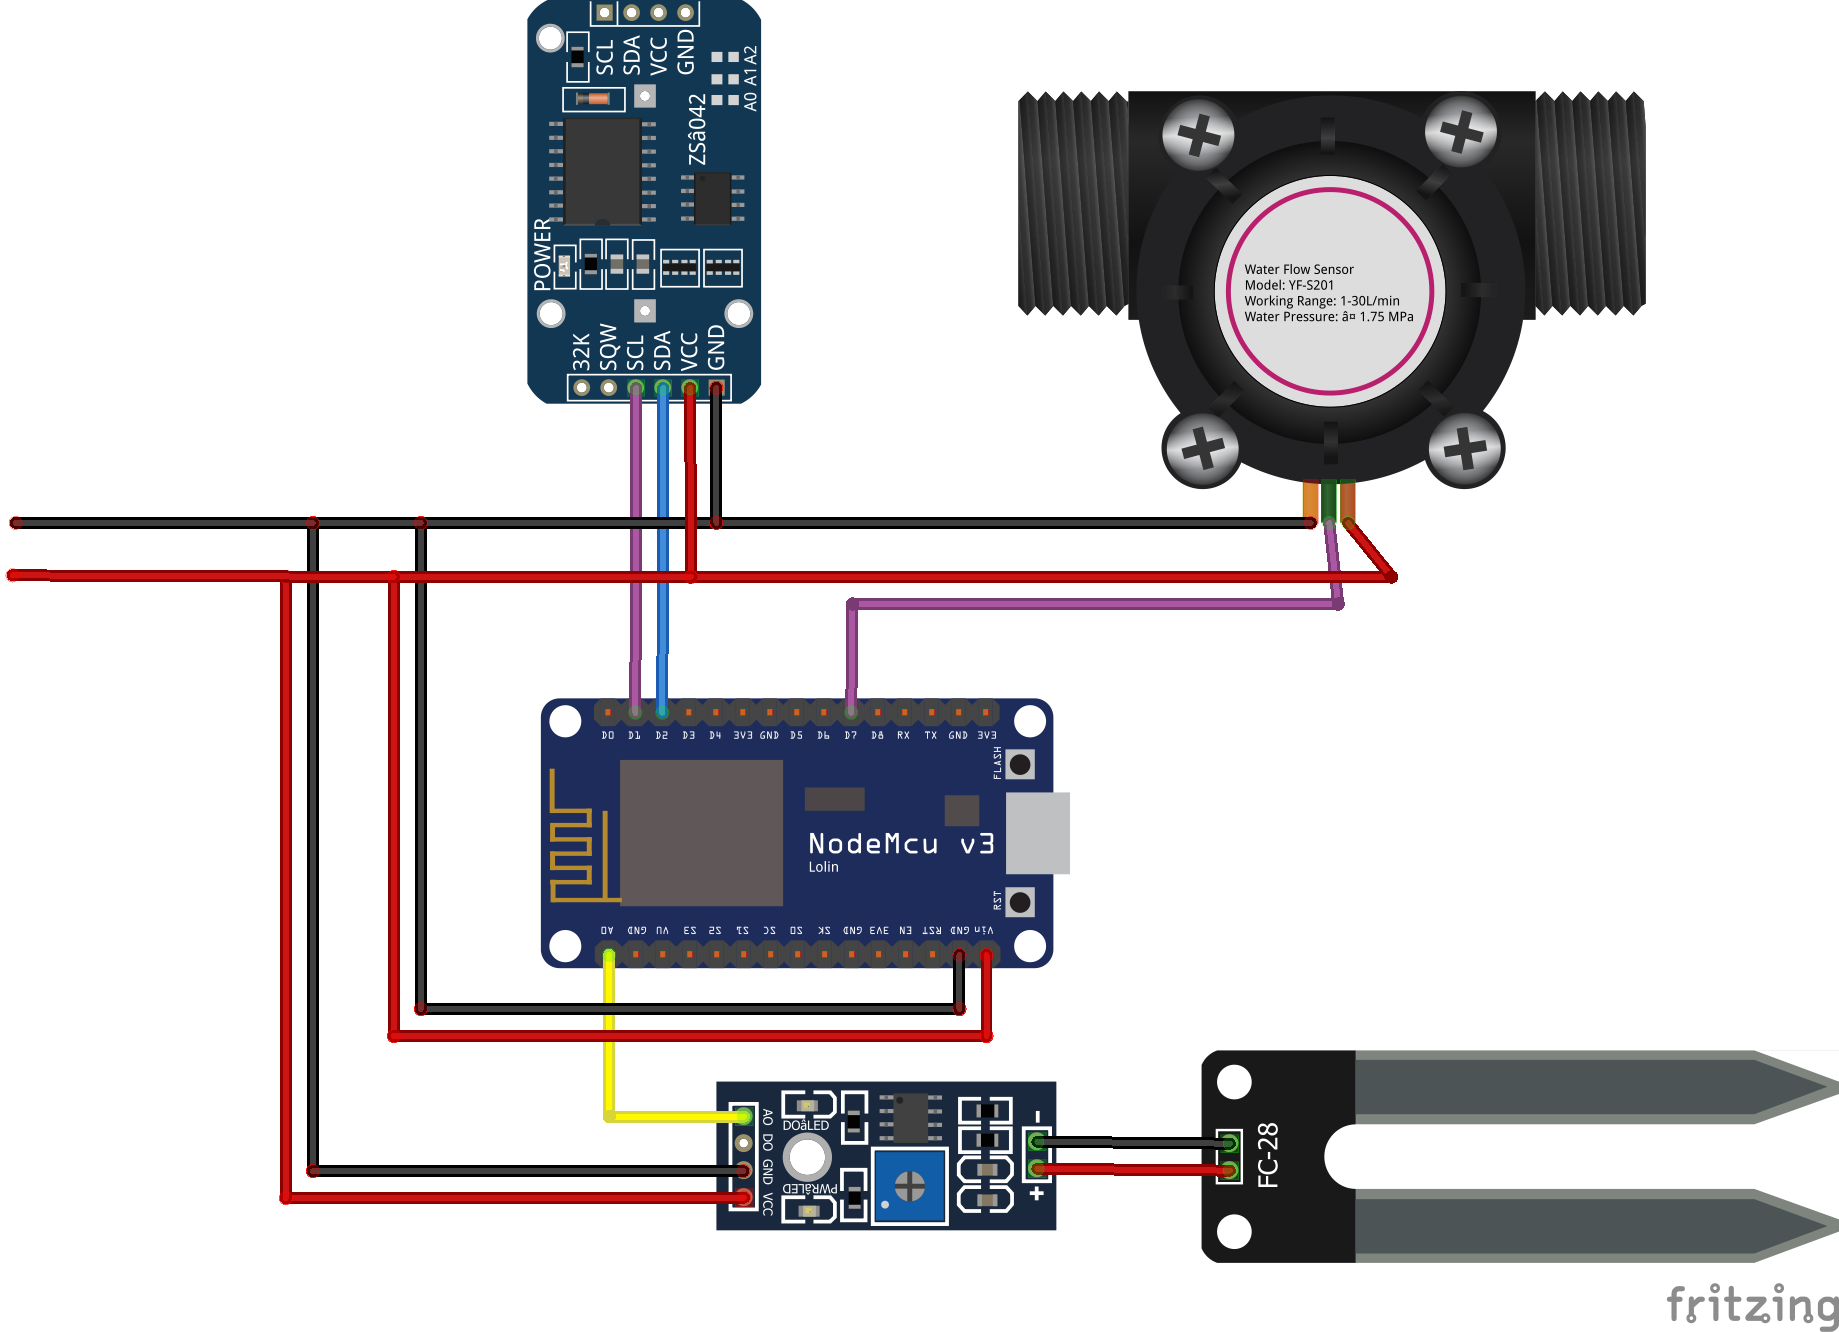 SCL
SDA
VCC
GND
A0 A1 A2
ZSâ042
POWER
32K
SQW
SCL
SDA
VCC
GND
Water Flow Sensor
Model: YF-S201
Working Range: 1-30L/min
Water Pressure: â¤ 1.75 MPa
D0 D1 D2 D3 D4 3V3 GND D5 D6 D7 D8 RX TX GND 3V3
FLASH
NodeMcu v3
Lolin
RST
A0 GND VU S3 S2 S1 SC SO SK GND 3V3 EN RST GND Vin
AO
DO
GND
VCC
DOâLED
PWRâLED
-
+
FC-28
fritzing